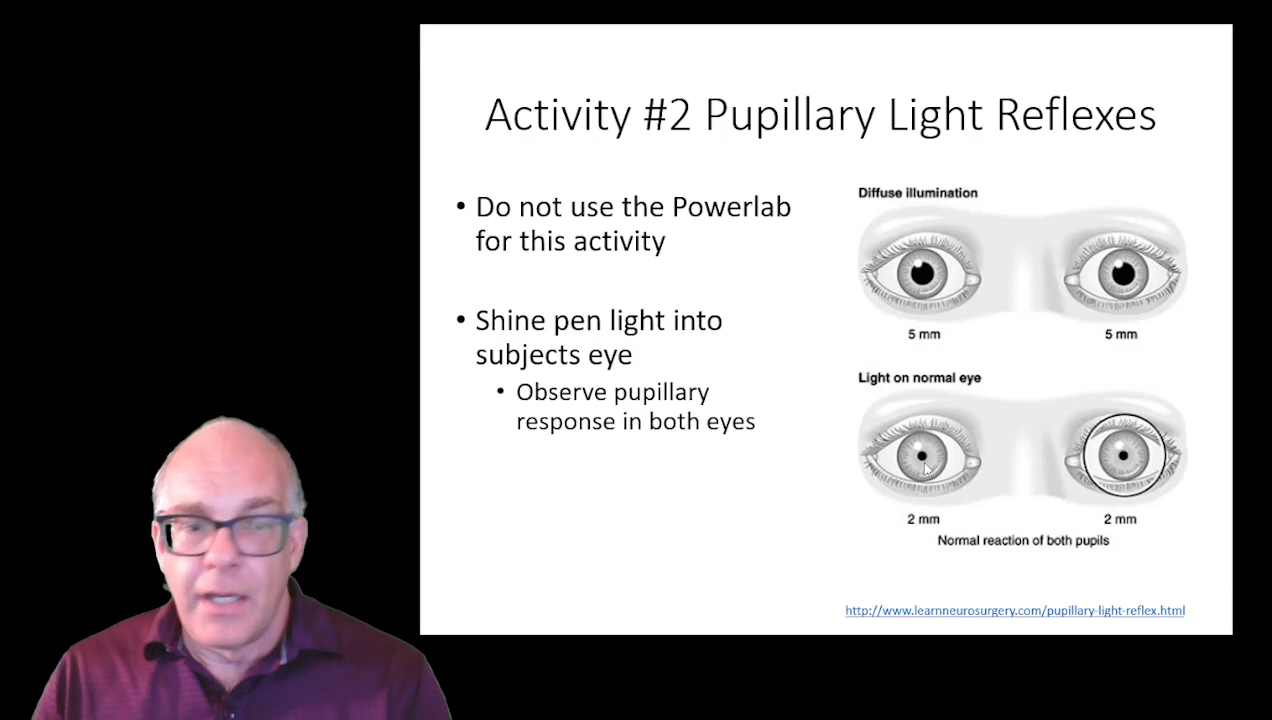 Activity #2 Pupillary Light Reflexes
• Do not use the Powerlab
for this activity
• Shine pen light into
subjects eye
• Observe pupillary
response in both eyes
Diffuse illumination
5 mm 5 mm
Light on normal eye
2 mm 2 mm
Normal reaction of both pupils
http://www.learnneurosurgery.com/pupillary-light-reflex.html